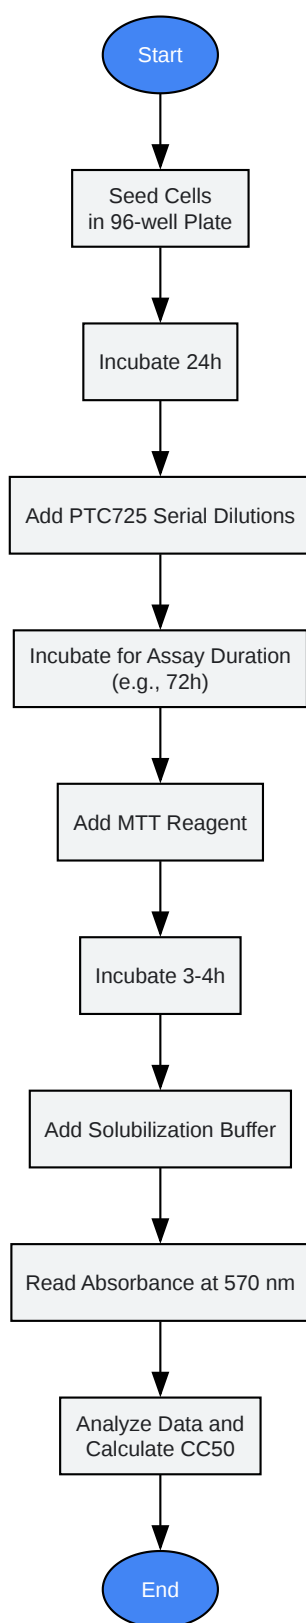 Start
Seed Cells
in 96-well Plate
Incubate 24h
Add PTC725 Serial Dilutions
Incubate for Assay Duration
(e.g., 72h)
Add MTT Reagent
Incubate 3-4h
Add Solubilization Buffer
Read Absorbance at 570 nm
Analyze Data and
Calculate CC50
End